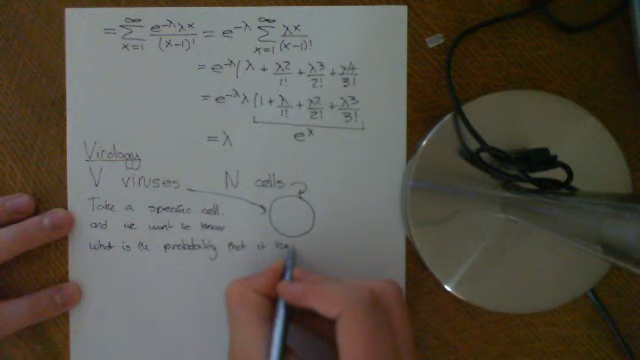 = ∑_{x=1}^{∞} e^{-λ}λ^x / (x-1)! = e^{-λ} ∑_{x=1}^{∞} λ^x / (x-1)!
= e^{-λ} (λ + λ²/1! + λ³/2! + λ⁴/3!
= e^{-λ} λ (1 + λ/1! + λ²/2! + λ³/3!
e^x
= λ
Virology
V viruses N cells
Take a specific cell.
and we want to know
what is the probability that it